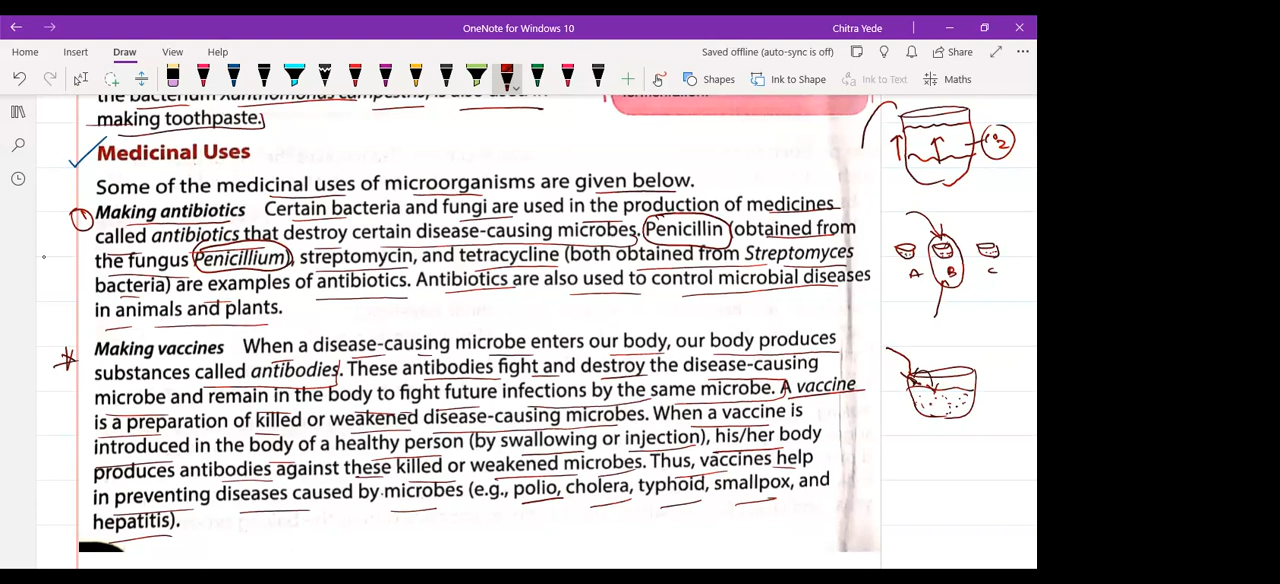 OneNote for Windows 10
Chitra Yede
Home Insert Draw View Help
Saved offline (auto-sync is off)
Share
Shapes
Ink to Shape
Ink to Text
Maths
the bacterium Xanthomonas campestris, is also used in
making toothpaste.
Medicinal Uses
Some of the medicinal uses of microorganisms are given below.
Making antibiotics Certain bacteria and fungi are used in the production of medicines
called antibiotics that destroy certain disease-causing microbes. Penicillin (obtained from
the fungus Penicillium), streptomycin, and tetracycline (both obtained from Streptomyces
bacteria) are examples of antibiotics. Antibiotics are also used to control microbial diseases
in animals and plants.
Making vaccines When a disease-causing microbe enters our body, our body produces
substances called antibodies. These antibodies fight and destroy the disease-causing
microbe and remain in the body to fight future infections by the same microbe. A vaccine
is a preparation of killed or weakened disease-causing microbes. When a vaccine is
introduced in the body of a healthy person (by swallowing or injection), his/her body
produces antibodies against these killed or weakened microbes. Thus, vaccines help
in preventing diseases caused by microbes (e.g., polio, cholera, typhoid, smallpox, and
hepatitis).
A B C